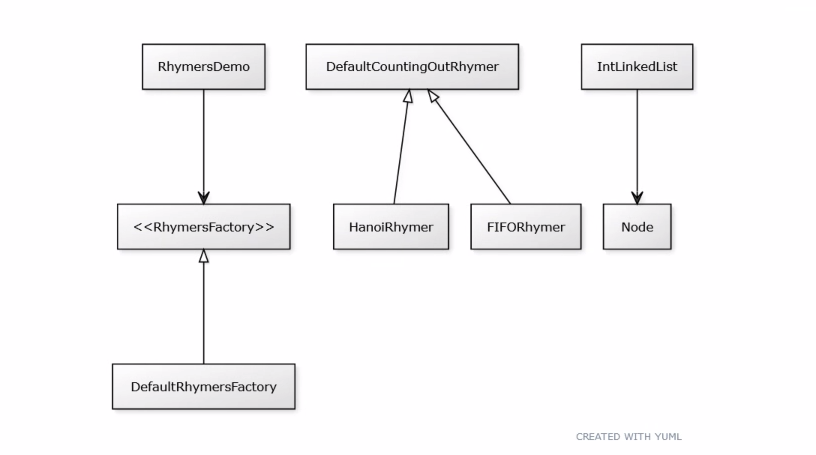 RhymersDemo
DefaultCountingOutRhymer
IntLinkedList
<<RhymersFactory>>
HanoiRhymer
FIFORhymer
Node
DefaultRhymersFactory
CREATED WITH YUML